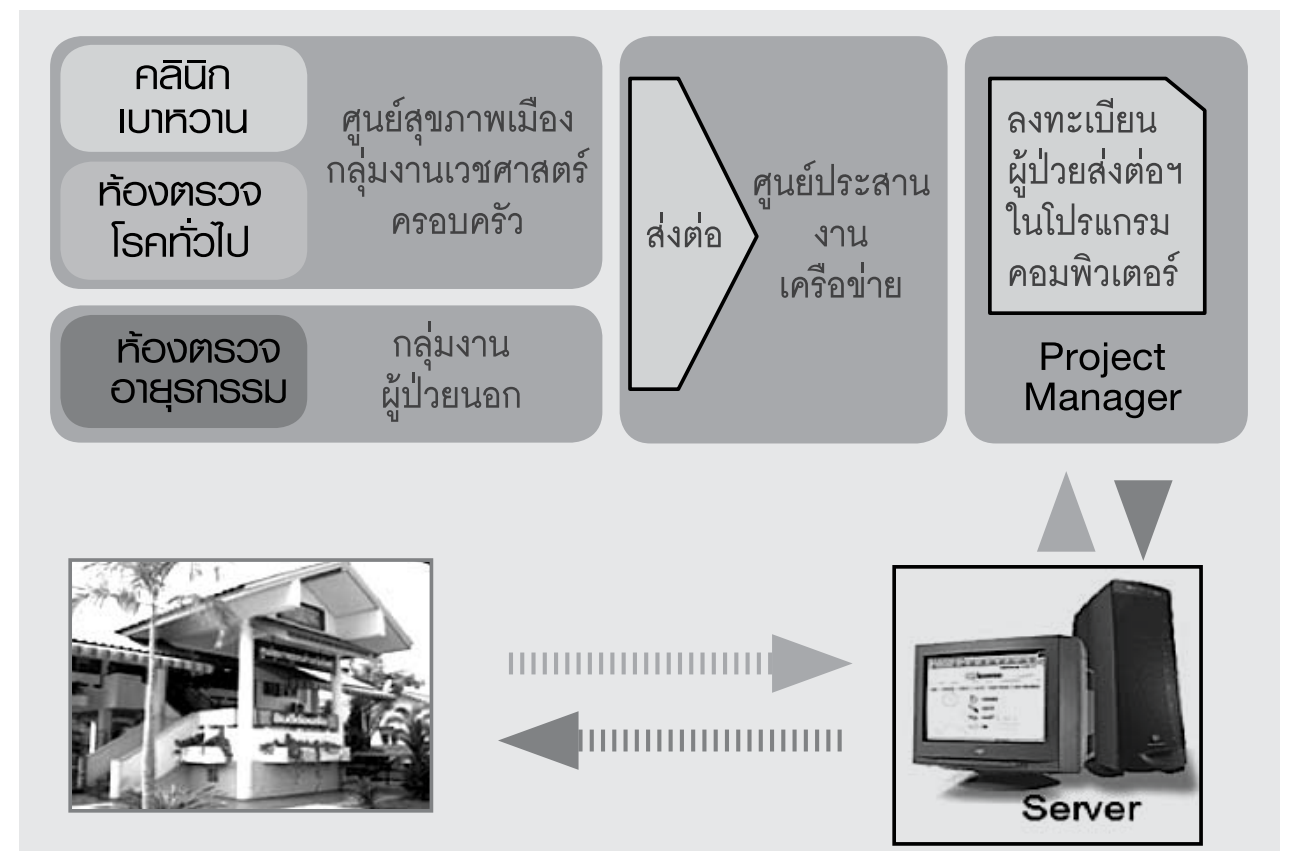 คลินิก
เบาหวาน
ห้องตรวจ
โรคทั่วไป
ศูนย์สุขภาพเมือง
กลุ่มงานเวชศาสตร์
ครอบครัว
ห้องตรวจ
อายุรกรรม
กลุ่มงาน
ผู้ป่วยนอก
ส่งต่อ
ศูนย์ประสาน
งาน
เครือข่าย
ลงทะเบียน
ผู้ป่วยส่งต่อฯ
ในโปรแกรม
คอมพิวเตอร์
Project
Manager
Server